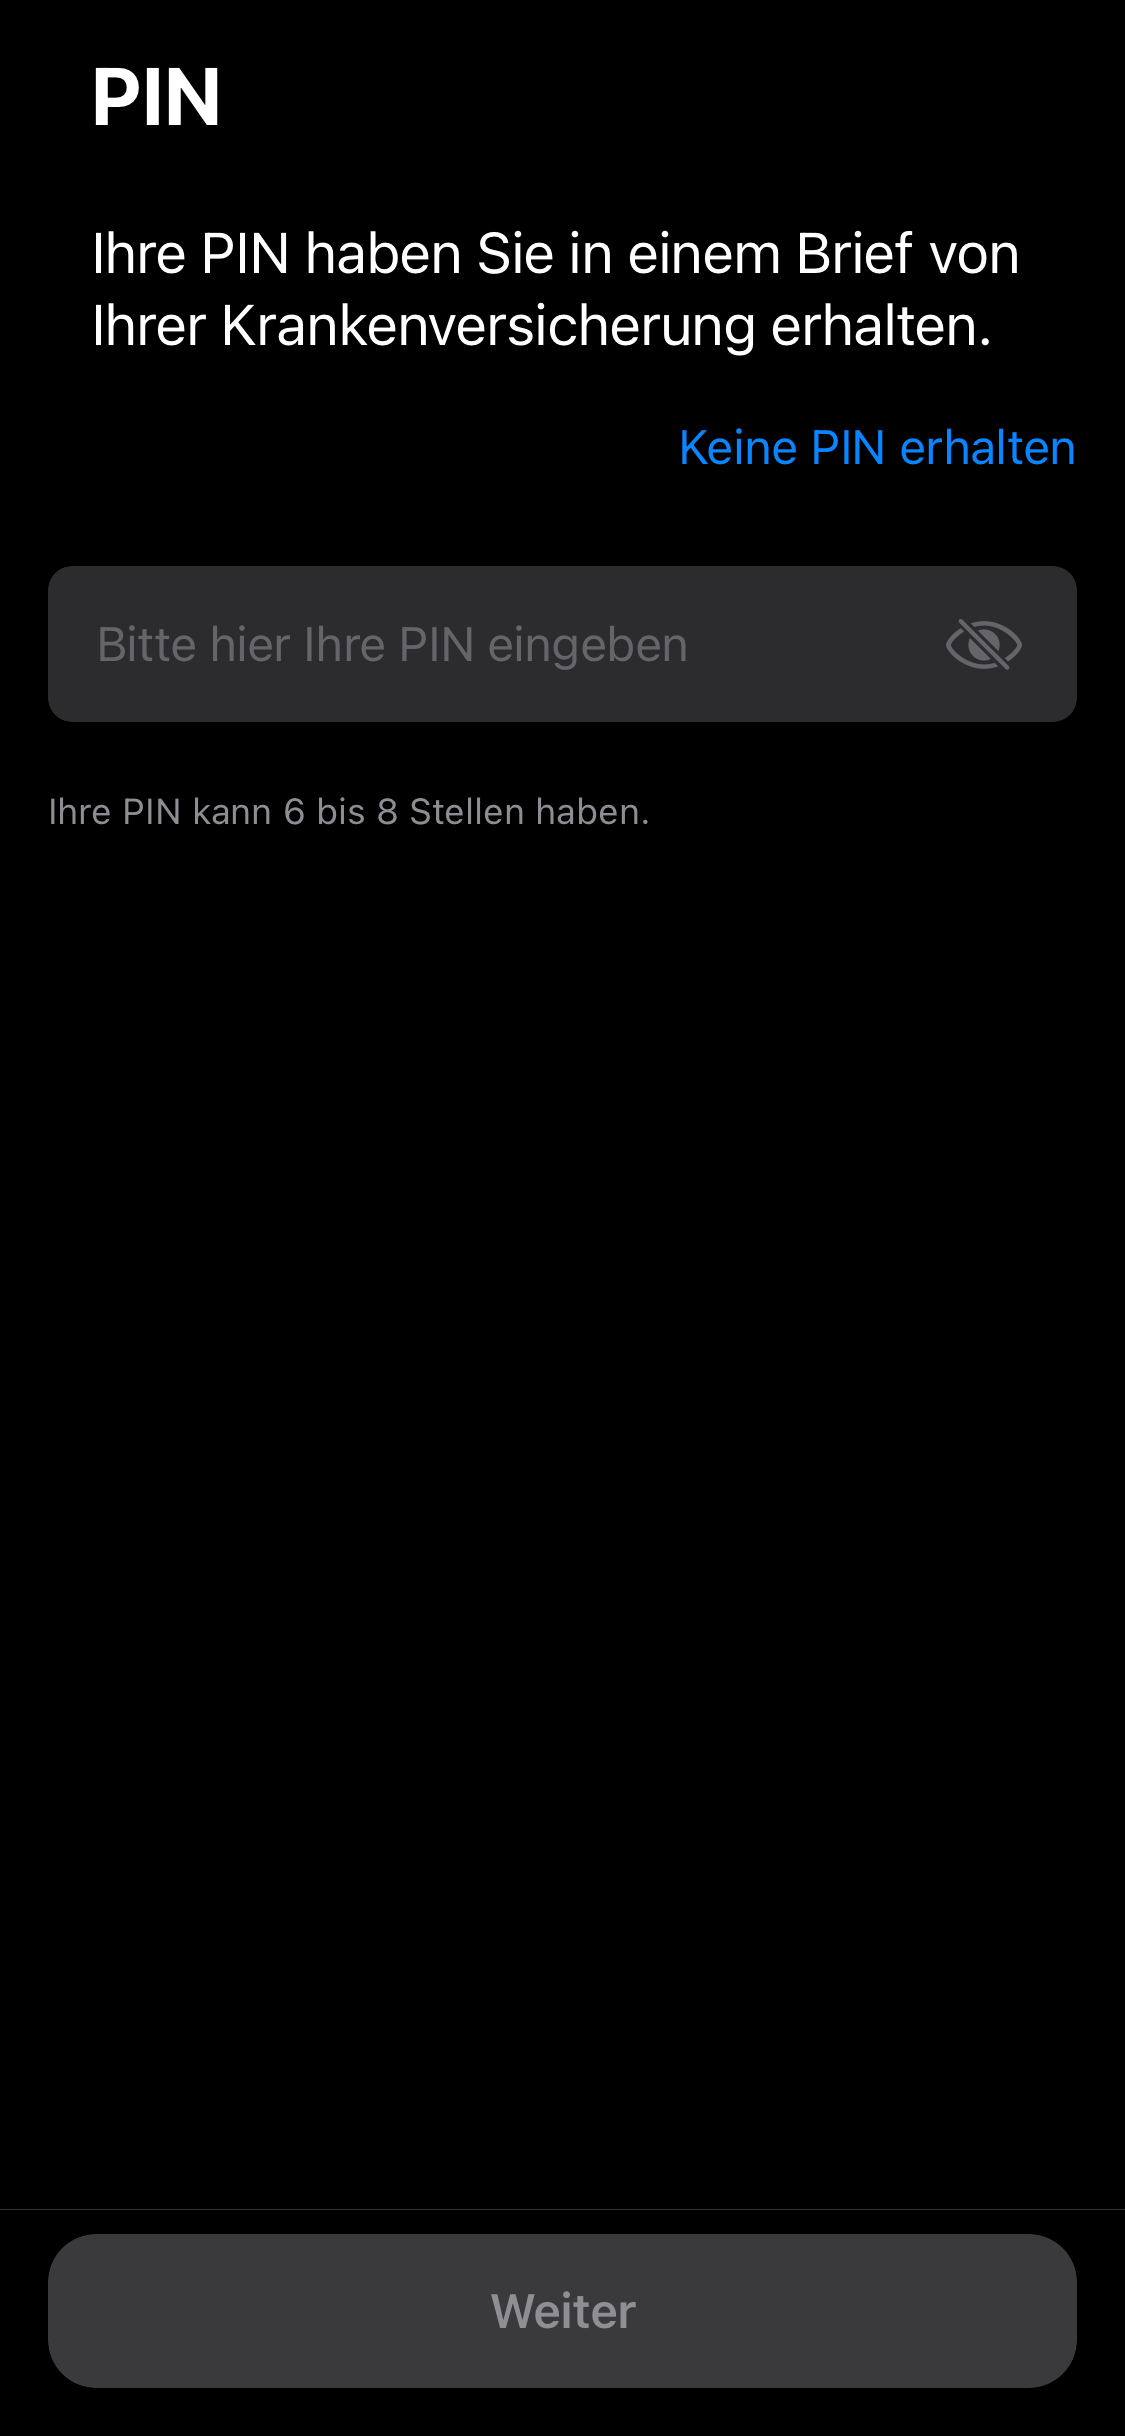 PIN
Ihre PIN haben Sie in einem Brief von
Ihrer Krankenversicherung erhalten.
Keine PIN erhalten
Bitte hier Ihre PIN eingeben
Ihre PIN kann 6 bis 8 Stellen haben.
Weiter